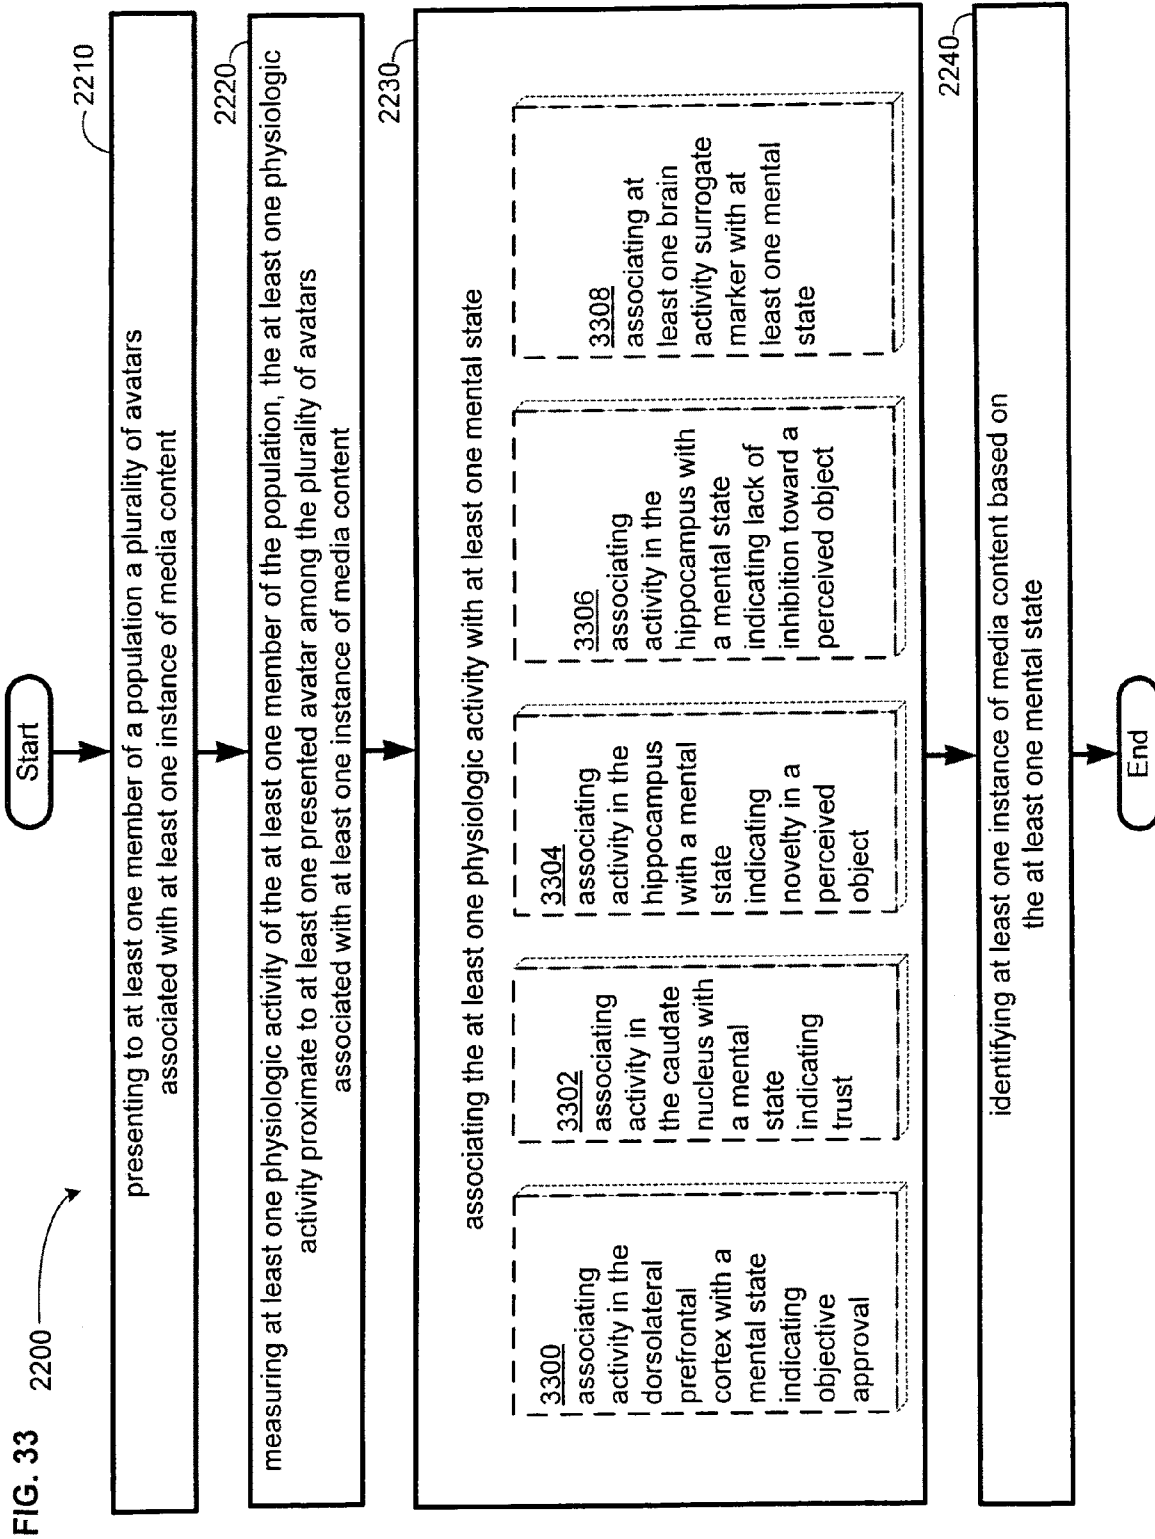 FIG. 33
2200
Start
2210
presenting to at least one member of a population a plurality of avatars
associated with at least one instance of media content
2220
measuring at least one physiologic activity of the at least one member of the population, the at least one physiologic
activity proximate to at least one presented avatar among the plurality of avatars
associated with at least one instance of media content
2230
associating the at least one physiologic activity with at least one mental state
3300
associating
activity in the
dorsolateral
prefrontal
cortex with a
mental state
indicating
objective
approval
3302
associating
activity in
the caudate
nucleus with
a mental
state
indicating
trust
3304
associating
activity in the
hippocampus
with a mental
state
indicating
novelty in a
perceived
object
3306
associating
activity in the
hippocampus with
a mental state
indicating lack of
inhibition toward a
perceived object
3308
associating at
least one brain
activity surrogate
marker with at
least one mental
state
2240
identifying at least one instance of media content based on
the at least one mental state
End